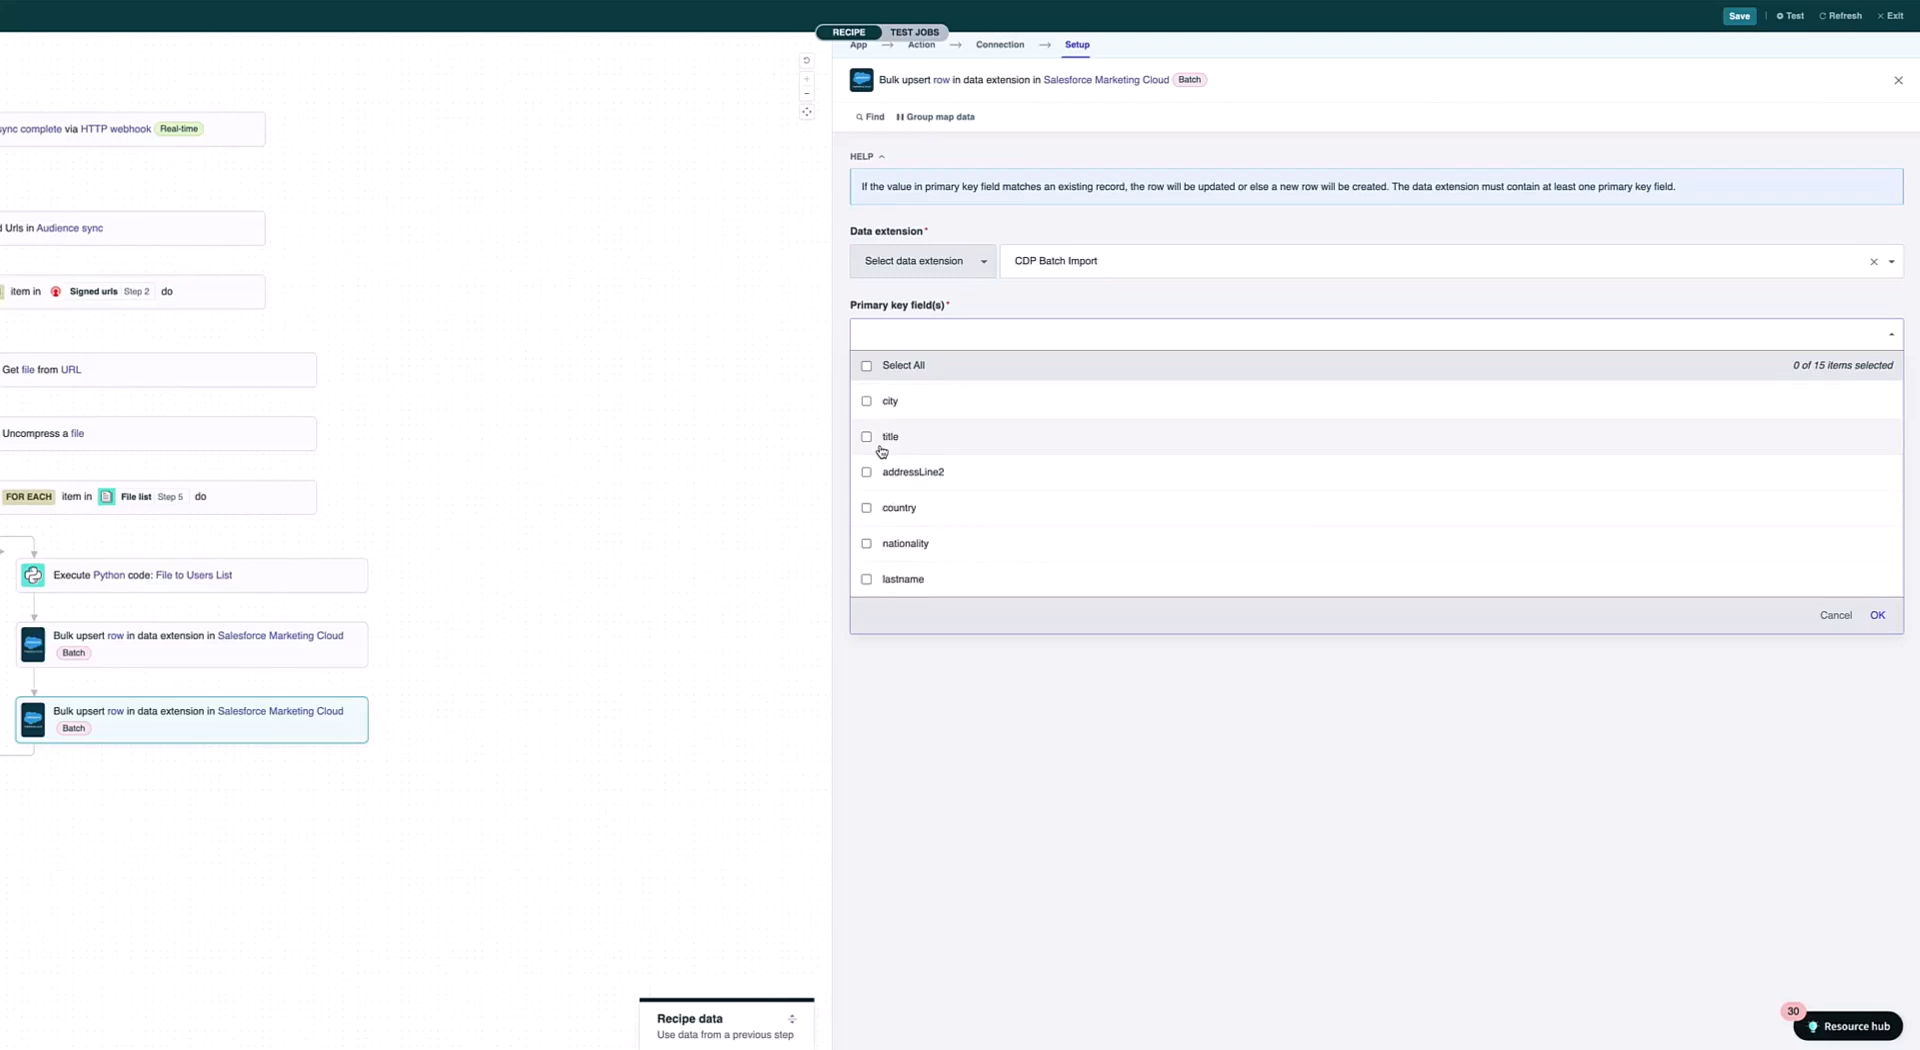 Save
Test
Refresh
Exit
RECIPE
TEST JOBS
App
Action
Connection
Setup
Bulk upsert row in data extension in Salesforce Marketing Cloud Batch
Find
Group map data
HELP
If the value in primary key field matches an existing record, the row will be updated or else a new row will be created. The data extension must contain at least one primary key field.
Data extension*
Select data extension
CDP Batch Import
Primary key field(s)*
Select All
0 of 15 items selected
city
title
addressLine2
country
nationality
lastname
Cancel
OK
sync complete via HTTP webhook Real-time
Urls in Audience sync
item in Signed urls Step 2 do
Get file from URL
Uncompress a file
FOR EACH item in File list Step 5 do
Execute Python code: File to Users List
Bulk upsert row in data extension in Salesforce Marketing Cloud
Batch
Bulk upsert row in data extension in Salesforce Marketing Cloud
Batch
Recipe data
Use data from a previous step
30
Resource hub